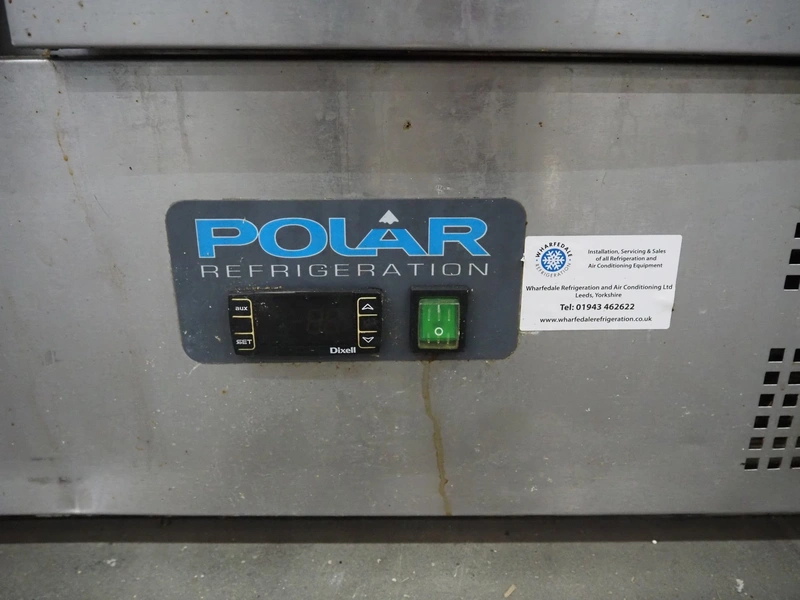 POLAR
REFRIGERATION
aux
SET
Dixell
WHARFEDALE
REFRIGERATION
Installation, Servicing & Sales
of all Refrigeration and
Air Conditioning Equipment
Wharfedale Refrigeration and Air Conditioning Ltd
Leeds, Yorkshire
Tel: 01943 462622
www.wharfedalerefrigeration.co.uk